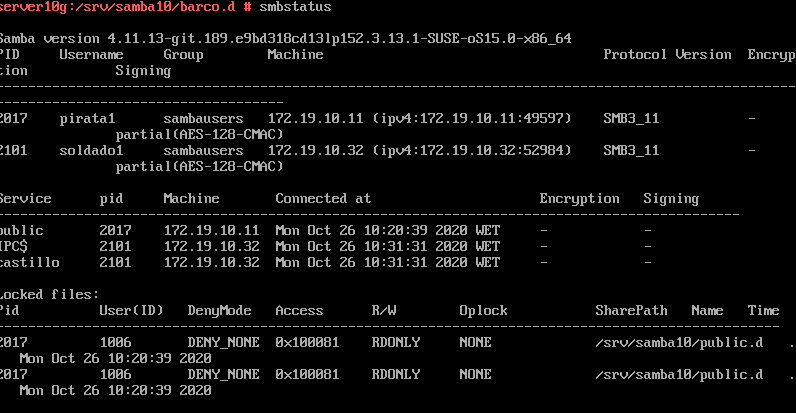 server10g:/srv/samba10/barco.d # smbstatus
Samba version 4.11.13-git.189.e9bd318cd13lp152.3.13.1-SUSE-oS15.0-x86_64
PID     Username     Group        Machine                                   Protocol Version  Encryp
tion           Signing
----------------------------------------------------------------------------------------------------
------------------------------------
2017    pirata1      sambausers   172.19.10.11 (ipv4:172.19.10.11:49597)    SMB3_11           -
               partial(AES-128-CMAC)
2101    soldado1     sambausers   172.19.10.32 (ipv4:172.19.10.32:52984)    SMB3_11           -
               partial(AES-128-CMAC)
Service      pid     Machine       Connected at                     Encryption   Signing
---------------------------------------------------------------------------------------------
public       2017    172.19.10.11  Mon Oct 26 10:20:39 2020 WET     -            -
IPC$         2101    172.19.10.32  Mon Oct 26 10:31:31 2020 WET     -            -
castillo     2101    172.19.10.32  Mon Oct 26 10:31:31 2020 WET     -            -
Locked files:
Pid          User(ID)   DenyMode   Access      R/W        Oplock           SharePath   Name   Time
--------------------------------------------------------------------------------------------------
2017         1006       DENY_NONE  0x100081    RDONLY     NONE             /srv/samba10/public.d   .
   Mon Oct 26 10:20:39 2020
2017         1006       DENY_NONE  0x100081    RDONLY     NONE             /srv/samba10/public.d   .
   Mon Oct 26 10:20:39 2020